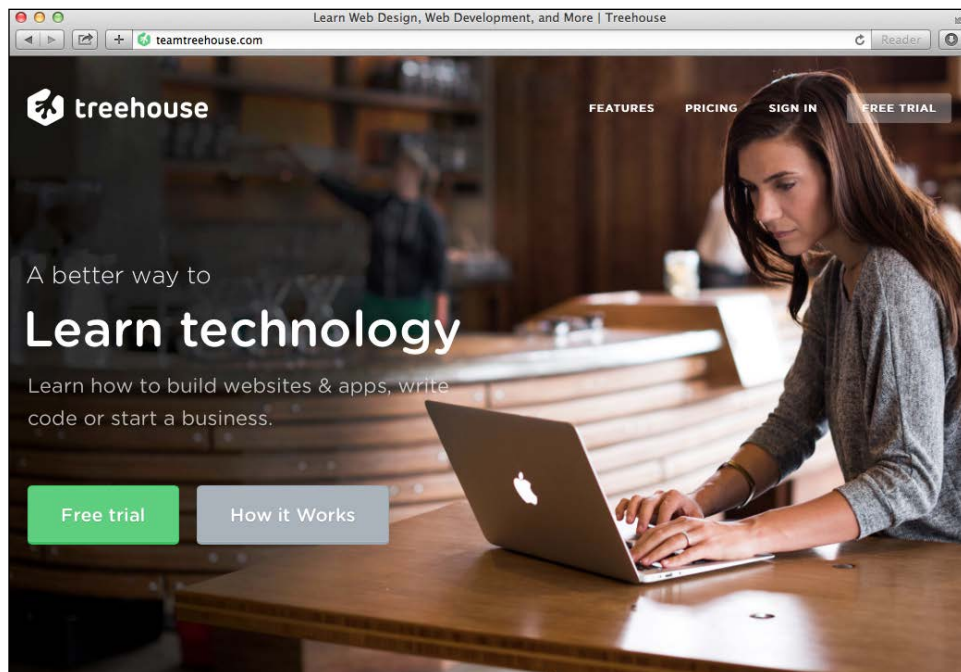 Learn Web Design, Web Development, and More | Treehouse
teamtreehouse.com
Reader
treehouse
FEATURES PRICING SIGN IN FREE TRIAL
A better way to
Learn technology
Learn how to build websites & apps, write
code or start a business.
Free trial How it Works